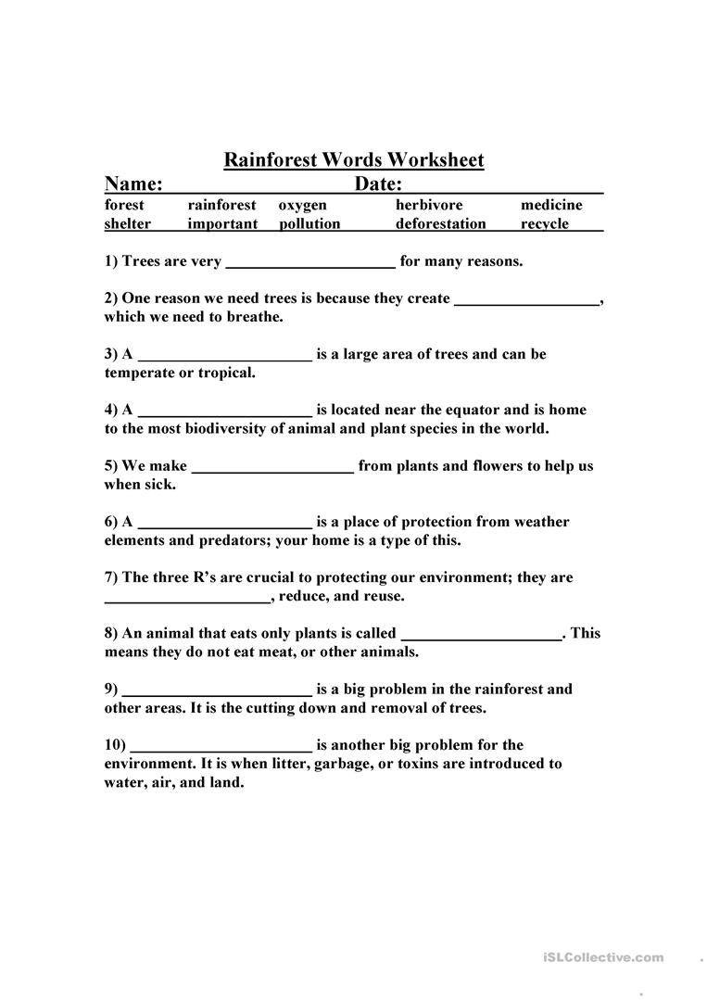 Rainforest Words Worksheet
Name: Date:
forest rainforest oxygen herbivore medicine
shelter important pollution deforestation recycle
1) Trees are very ____________________ for many reasons.
2) One reason we need trees is because they create __________________,
which we need to breathe.
3) A _____________________ is a large area of trees and can be
temperate or tropical.
4) A _____________________ is located near the equator and is home
to the most biodiversity of animal and plant species in the world.
5) We make ____________________ from plants and flowers to help us
when sick.
6) A _____________________ is a place of protection from weather
elements and predators; your home is a type of this.
7) The three R’s are crucial to protecting our environment; they are
____________________, reduce, and reuse.
8) An animal that eats only plants is called ____________________. This
means they do not eat meat, or other animals.
9) _______________________ is a big problem in the rainforest and
other areas. It is the cutting down and removal of trees.
10) ______________________ is another big problem for the
environment. It is when litter, garbage, or toxins are introduced to
water, air, and land.
iSLCollective.com